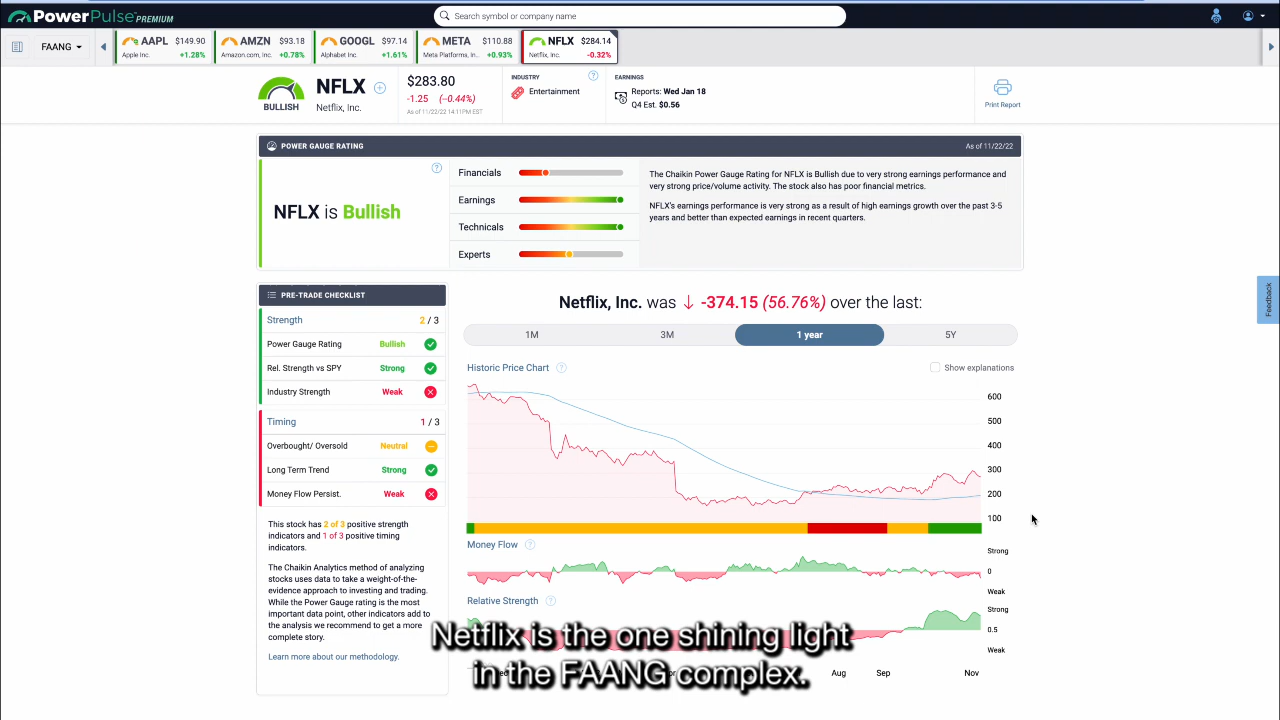 PowerPulse PREMIUM
Search symbol or company name
FAANG
AAPL $149.90
Apple Inc. +1.28%
AMZN $93.18
Amazon.com, Inc. +0.78%
GOOGL $97.14
Alphabet Inc. +1.61%
META $110.88
Meta Platforms, In... +0.93%
NFLX $284.14
Netflix, Inc. -0.32%
BULLISH
NFLX
Netflix, Inc.
$283.80
-1.25 (-0.44%)
As of 11/22/22 14:11PM EST
INDUSTRY
Entertainment
EARNINGS
Reports: Wed Jan 18
Q4 Est. $0.56
Print Report
POWER GAUGE RATING
As of 11/22/22
NFLX is Bullish
Financials
Earnings
Technicals
Experts
The Chaikin Power Gauge Rating for NFLX is Bullish due to very strong earnings performance and
very strong price/volume activity. The stock also has poor financial metrics.
NFLX's earnings performance is very strong as a result of high earnings growth over the past 3-5
years and better than expected earnings in recent quarters.
PRE-TRADE CHECKLIST
Strength 2 / 3
Power Gauge Rating Bullish
Rel. Strength vs SPY Strong
Industry Strength Weak
Timing 1 / 3
Overbought/ Oversold Neutral
Long Term Trend Strong
Money Flow Persist. Weak
This stock has 2 of 3 positive strength
indicators and 1 of 3 positive timing
indicators.
The Chaikin Analytics method of analyzing
stocks uses data to take a weight-of-the-
evidence approach to investing and trading.
While the Power Gauge rating is the most
important data point, other indicators add to
the analysis we recommend to get a more
complete story.
Learn more about our methodology.
Netflix, Inc. was ↓ -374.15 (56.76%) over the last:
1M 3M 1 year 5Y
Historic Price Chart
Show explanations
600
500
400
300
200
100
Money Flow
Strong
0
Weak
Relative Strength
Strong
0.5
Weak
Aug Sep Nov
Netflix is the one shining light
in the FAANG complex.
Feedback